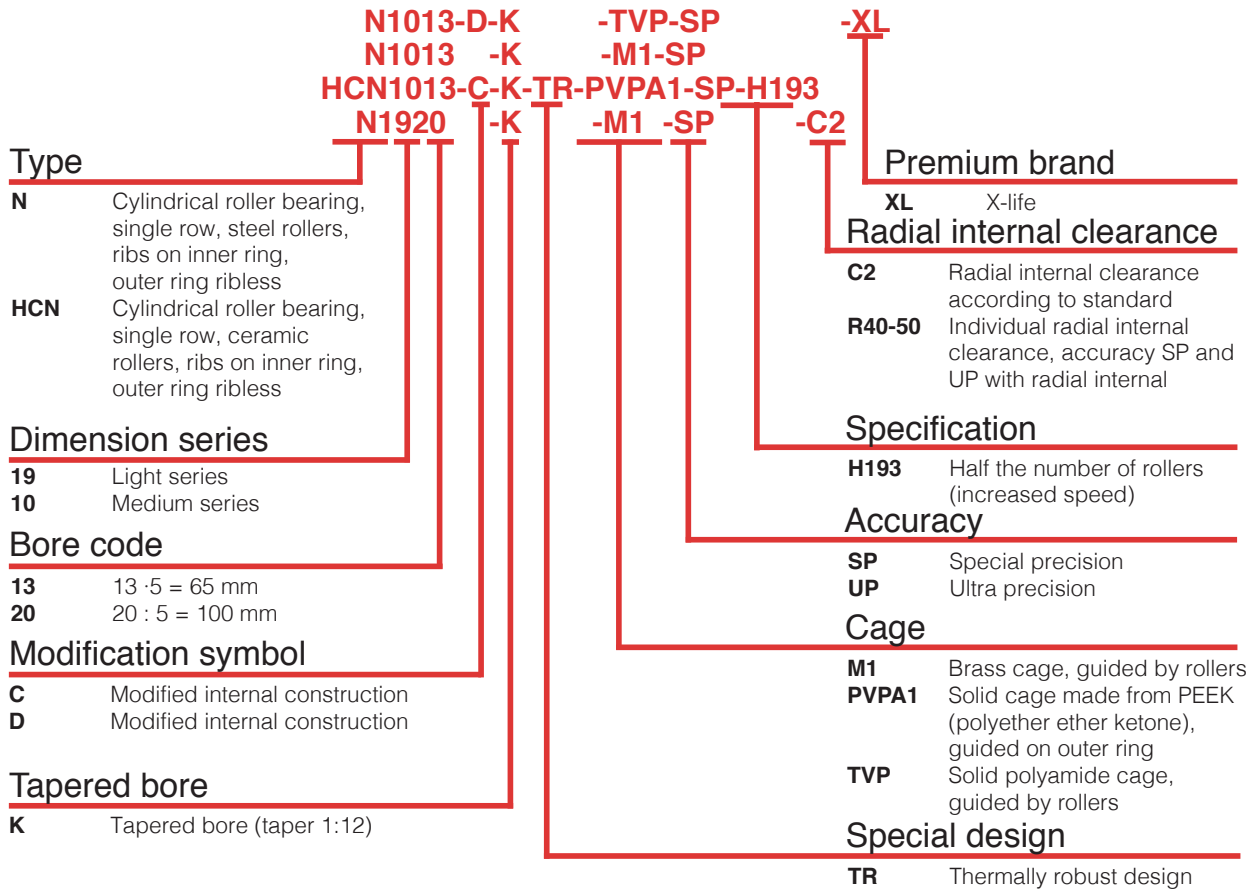 N1013-D-K -TVP-SP -XL
N1013 -K -M1-SP
HCN1013-C-K-TR-PVPA1-SP-H193
N1920 -K -M1 -SP -C2
Type
N Cylindrical roller bearing,
single row, steel rollers,
ribs on inner ring,
outer ring ribless
HCN Cylindrical roller bearing,
single row, ceramic
rollers, ribs on inner ring,
outer ring ribless
Dimension series
19 Light series
10 Medium series
Bore code
13 13 ·5 = 65 mm
20 20 : 5 = 100 mm
Modification symbol
C Modified internal construction
D Modified internal construction
Tapered bore
K Tapered bore (taper 1:12)
Premium brand
XL X-life
Radial internal clearance
C2 Radial internal clearance
according to standard
R40-50 Individual radial internal
clearance, accuracy SP and
UP with radial internal
Specification
H193 Half the number of rollers
(increased speed)
Accuracy
SP Special precision
UP Ultra precision
Cage
M1 Brass cage, guided by rollers
PVPA1 Solid cage made from PEEK
(polyether ether ketone),
guided on outer ring
TVP Solid polyamide cage,
guided by rollers
Special design
TR Thermally robust design